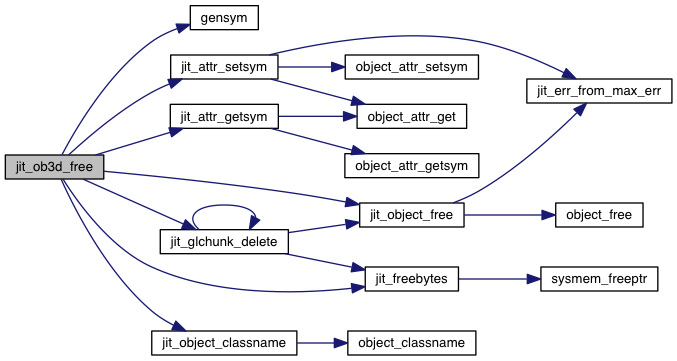 gensym
jit_attr_setsym
object_attr_setsym
jit_err_from_max_err
jit_attr_getsym
object_attr_get
object_attr_getsym
jit_ob3d_free
jit_object_free
object_free
jit_glchunk_delete
jit_freebytes
sysmem_freeptr
jit_object_classname
object_classname